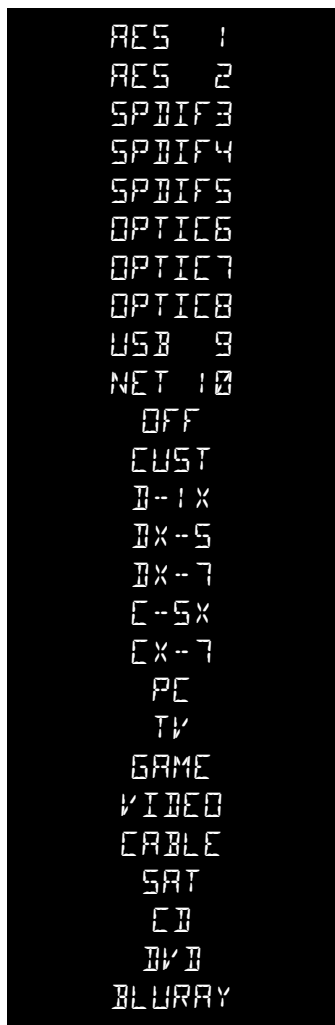 AES 1
AES 2
SPDIF3
SPDIF4
SPDIF5
OPTIC6
OPTIC7
OPTIC8
USB 9
NET 10
OFF
CUST
D-1X
DX-5
DX-7
C-5X
CX-7
PC
TV
GAME
VIDEO
CABLE
SAT
CD
DVD
BLURAY